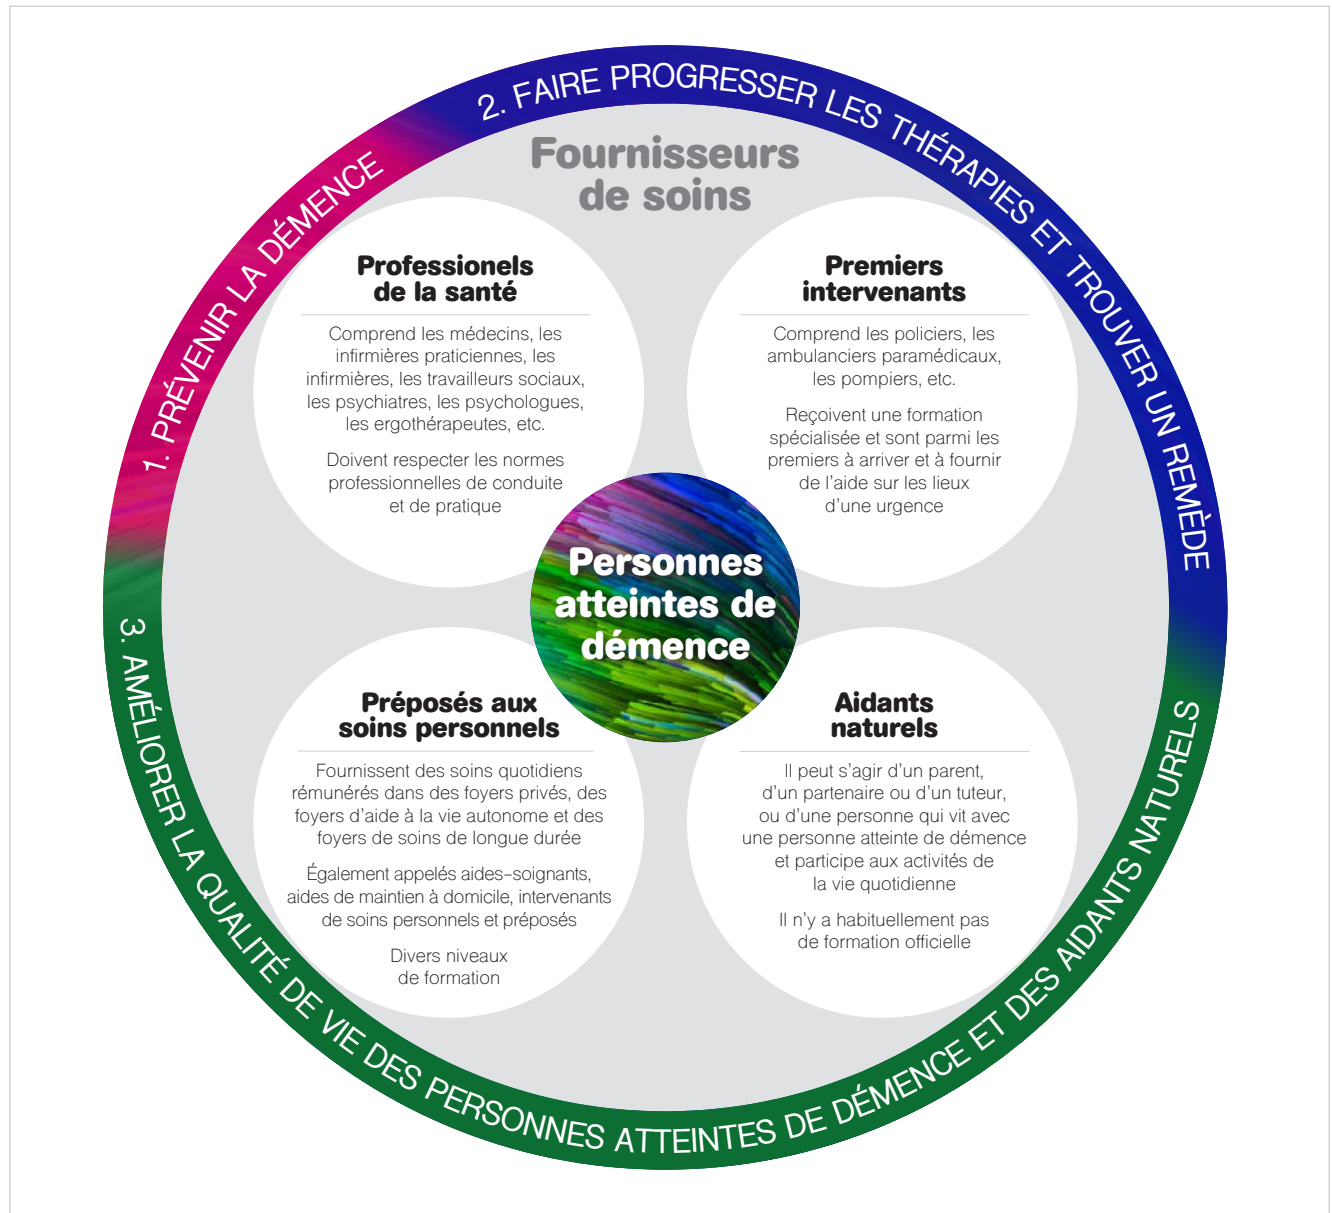 1. PRÉVENIR LA DÉMENCE
2. FAIRE PROGRESSER LES THÉRAPIES ET TROUVER UN REMÈDE
3. AMÉLIORER LA QUALITÉ DE VIE DES PERSONNES ATTEINTES DE DÉMENCE ET DES AIDANTS NATURELS
Fournisseurs
de soins
Professionels
de la santé
Comprend les médecins, les
infirmières praticiennes, les
infirmières, les travailleurs sociaux,
les psychiatres, les psychologues,
les ergothérapeutes, etc.
Doivent respecter les normes
professionnelles de conduite
et de pratique
Premiers
intervenants
Comprend les policiers, les
ambulanciers paramédicaux,
les pompiers, etc.
Reçoivent une formation
spécialisée et sont parmi les
premiers à arriver et à fournir
de l'aide sur les lieux
d'une urgence
Personnes
atteintes de
démence
Préposés aux
soins personnels
Fournissent des soins quotidiens
rémunérés dans des foyers privés, des
foyers d'aide à la vie autonome et des
foyers de soins de longue durée
Également appelés aides-soignants,
aides de maintien à domicile, intervenants
de soins personnels et préposés
Divers niveaux
de formation
Aidants
naturels
Il peut s'agir d'un parent,
d'un partenaire ou d'un tuteur,
ou d'une personne qui vit avec
une personne atteinte de démence
et participe aux activités de
la vie quotidienne
Il n'y a habituellement pas
de formation officielle